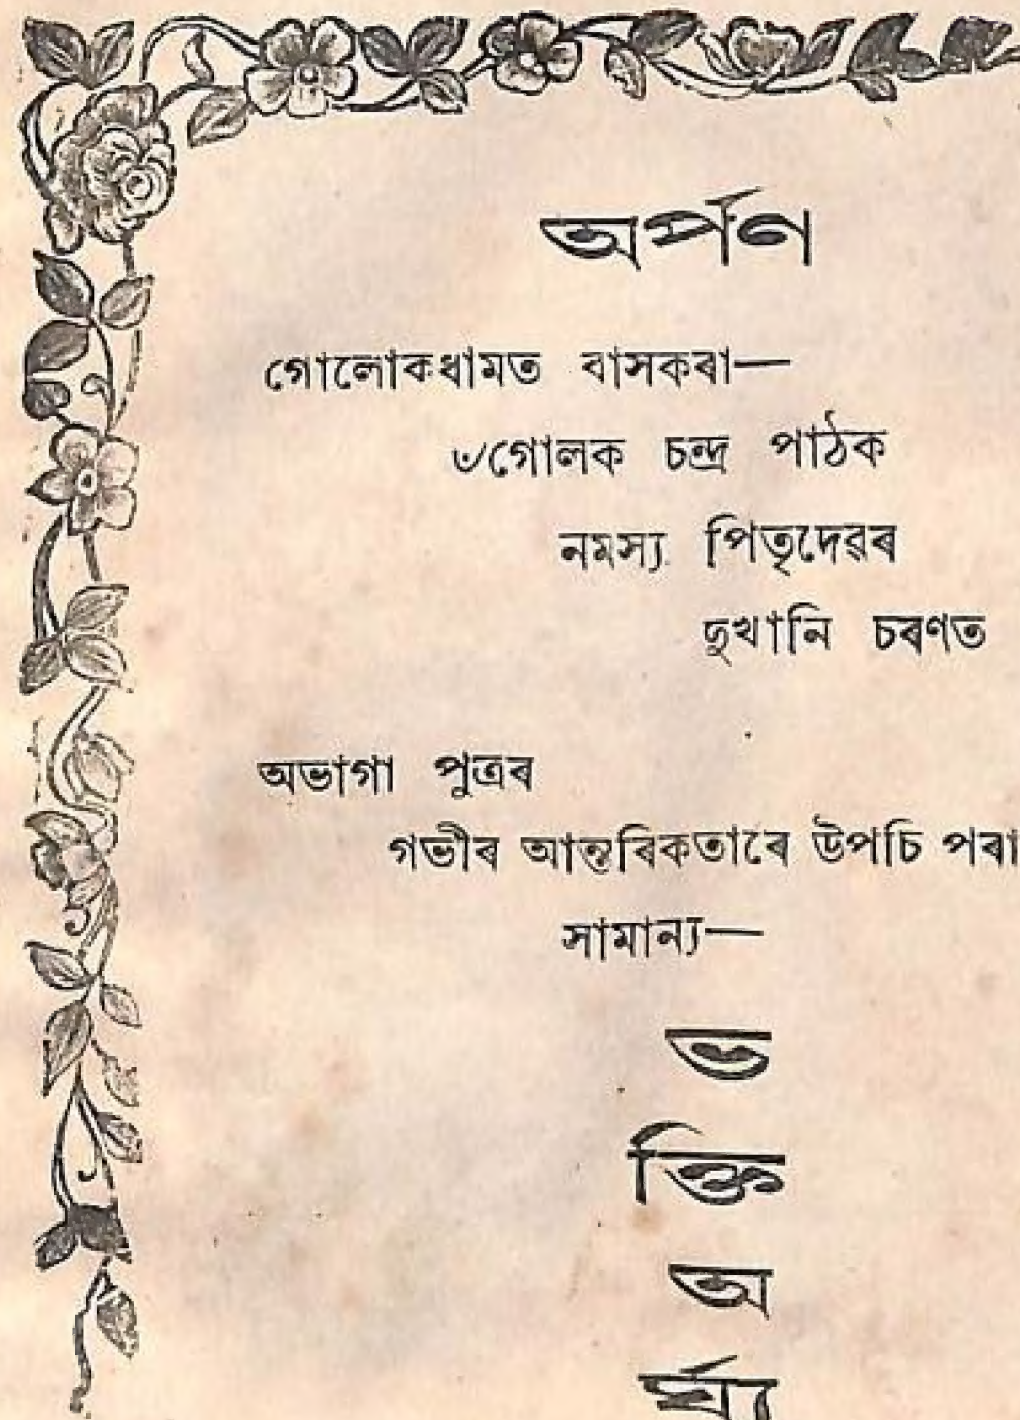 অৰ্পণ
গোলোকধামত বাসকৰা—
৺গোলক চন্দ্ৰ পাঠক
নমস্য পিতৃদেৱৰ
দুখানি চৰণত
অভাগা পুত্ৰৰ
গভীৰ আন্তৰিকতাৰে উপচি পৰা
সামান্য—
ভ
ক্তি
অ
ৰ্ঘ্য